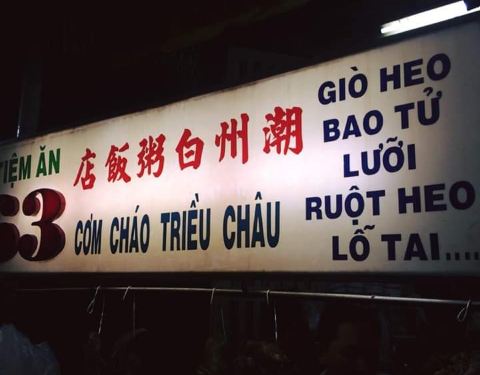 TIỆM ĂN
63
潮州白粥飯店
CƠM CHÁO TRIỀU CHÂU
GIÒ HEO
BAO TỬ
LƯỠI
RUỘT HEO
LỖ TAI....